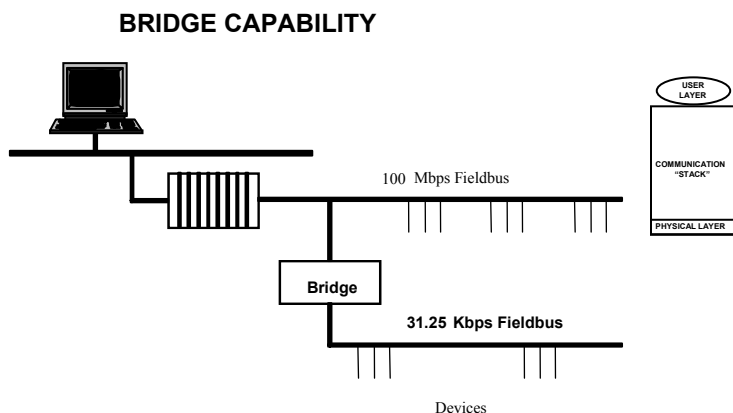 BRIDGE CAPABILITY
USER
LAYER
COMMUNICATION
"STACK"
PHYSICAL LAYER
100 Mbps Fieldbus
Bridge
31.25 Kbps Fieldbus
Devices